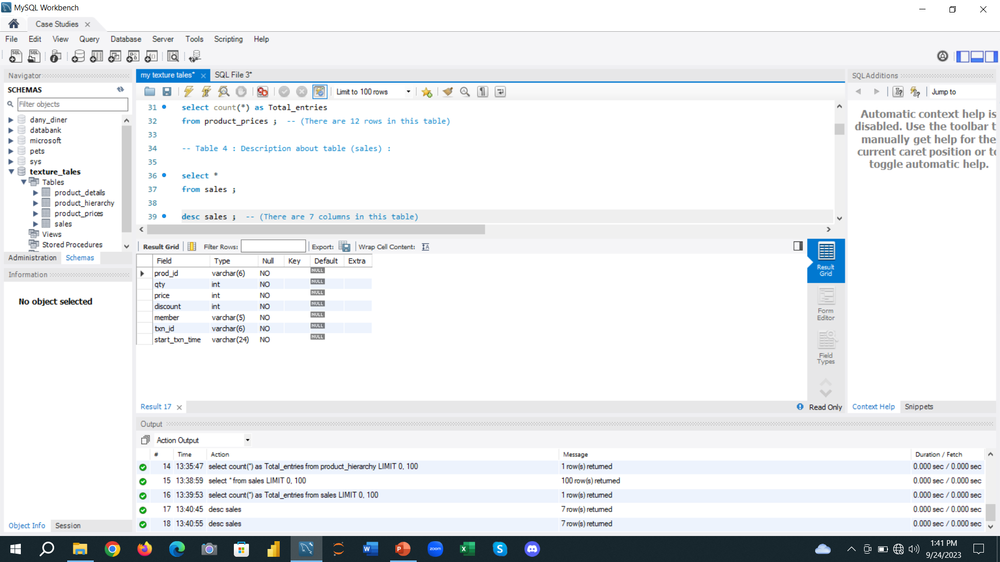 MySQL Workbench
Case Studies
File Edit View Query Database Server Tools Scripting Help
Navigator
SCHEMAS
Filter objects
dany_diner
databank
microsoft
pets
sys
texture_tales
Tables
product_details
product_hierarchy
product_prices
sales
Views
Stored Procedures
Administration Schemas
Information
No object selected
Object Info Session
my texture tales* SQL File 3*
Limit to 100 rows
31 select count(*) as Total_entries
32 from product_prices ; -- (There are 12 rows in this table)
33
34 -- Table 4 : Description about table (sales) :
35
36 select *
37 from sales ;
38
39 desc sales ; -- (There are 7 columns in this table)
Result Grid Filter Rows: Export: Wrap Cell Content:
Field Type Null Key Default Extra
prod_id varchar(6) NO NULL
qty int NO NULL
price int NO NULL
discount int NO NULL
member varchar(5) NO NULL
txn_id varchar(6) NO NULL
start_txn_time varchar(24) NO NULL
Result
Grid
Form
Editor
Field
Types
Result 17
Read Only
SQLAdditions
Jump to
Automatic context help is
disabled. Use the toolbar t
manually get help for the
current caret position or to
toggle automatic help.
Context Help Snippets
Output
Action Output
# Time Action Message Duration / Fetch
14 13:35:47 select count(*) as Total_entries from product_hierarchy LIMIT 0, 100 1 row(s) returned 0.000 sec / 0.000 sec
15 13:38:59 select * from sales LIMIT 0, 100 100 row(s) returned 0.000 sec / 0.000 sec
16 13:39:53 select count(*) as Total_entries from sales LIMIT 0, 100 1 row(s) returned 0.000 sec / 0.000 sec
17 13:40:45 desc sales 7 row(s) returned 0.000 sec / 0.000 sec
18 13:40:55 desc sales 7 row(s) returned 0.000 sec / 0.000 sec
zoom
1:41 PM
9/24/2023